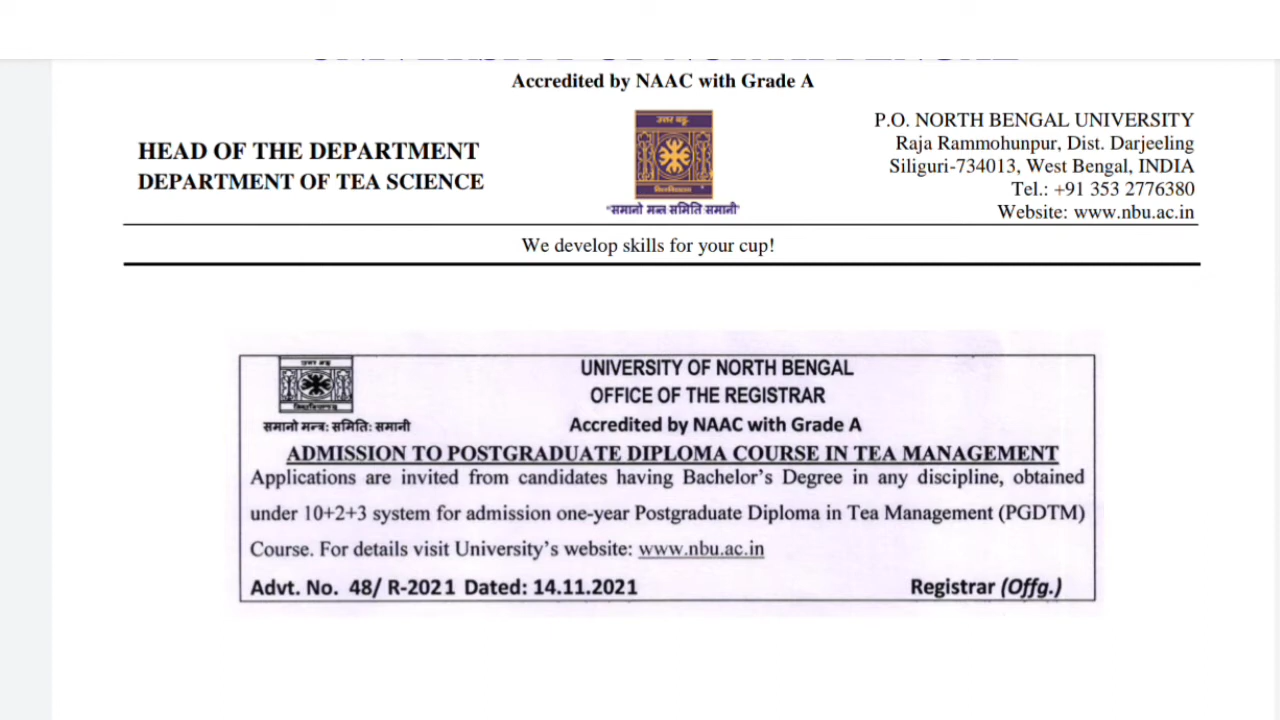 Accredited by NAAC with Grade A
HEAD OF THE DEPARTMENT
DEPARTMENT OF TEA SCIENCE
"समानो मन्त्र समिति समानी"
P.O. NORTH BENGAL UNIVERSITY
Raja Rammohunpur, Dist. Darjeeling
Siliguri-734013, West Bengal, INDIA
Tel.: +91 353 2776380
Website: www.nbu.ac.in
We develop skills for your cup!
समानो मन्त्र: समिति: समानी
UNIVERSITY OF NORTH BENGAL
OFFICE OF THE REGISTRAR
Accredited by NAAC with Grade A
ADMISSION TO POSTGRADUATE DIPLOMA COURSE IN TEA MANAGEMENT
Applications are invited from candidates having Bachelor's Degree in any discipline, obtained
under 10+2+3 system for admission one-year Postgraduate Diploma in Tea Management (PGDTM)
Course. For details visit University's website: www.nbu.ac.in
Advt. No. 48/ R-2021 Dated: 14.11.2021 Registrar (Offg.)